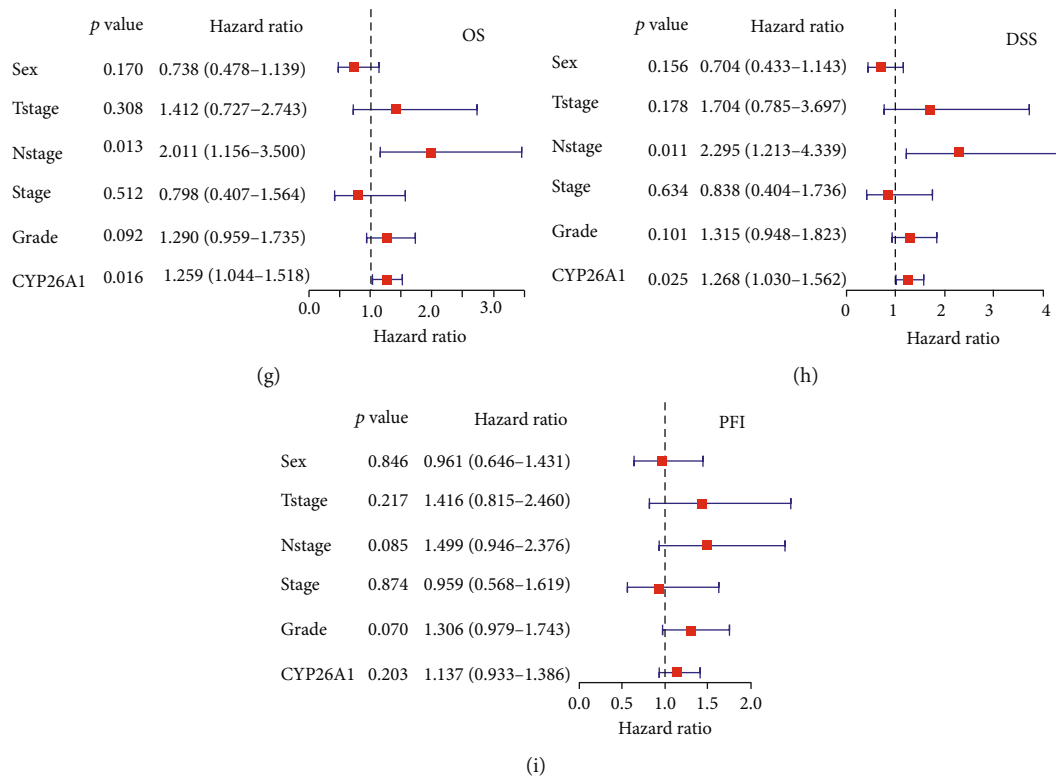 p value Hazard ratio OS
Sex 0.170 0.738 (0.478–1.139)
Tstage 0.308 1.412 (0.727–2.743)
Nstage 0.013 2.011 (1.156–3.500)
Stage 0.512 0.798 (0.407–1.564)
Grade 0.092 1.290 (0.959–1.735)
CYP26A1 0.016 1.259 (1.044–1.518)
0.0 1.0 2.0 3.0
Hazard ratio
(g)
p value Hazard ratio DSS
Sex 0.156 0.704 (0.433–1.143)
Tstage 0.178 1.704 (0.785–3.697)
Nstage 0.011 2.295 (1.213–4.339)
Stage 0.634 0.838 (0.404–1.736)
Grade 0.101 1.315 (0.948–1.823)
CYP26A1 0.025 1.268 (1.030–1.562)
0 1 2 3 4
Hazard ratio
(h)
p value Hazard ratio PFI
Sex 0.846 0.961 (0.646–1.431)
Tstage 0.217 1.416 (0.815–2.460)
Nstage 0.085 1.499 (0.946–2.376)
Stage 0.874 0.959 (0.568–1.619)
Grade 0.070 1.306 (0.979–1.743)
CYP26A1 0.203 1.137 (0.933–1.386)
0.0 0.5 1.0 1.5 2.0
Hazard ratio
(i)